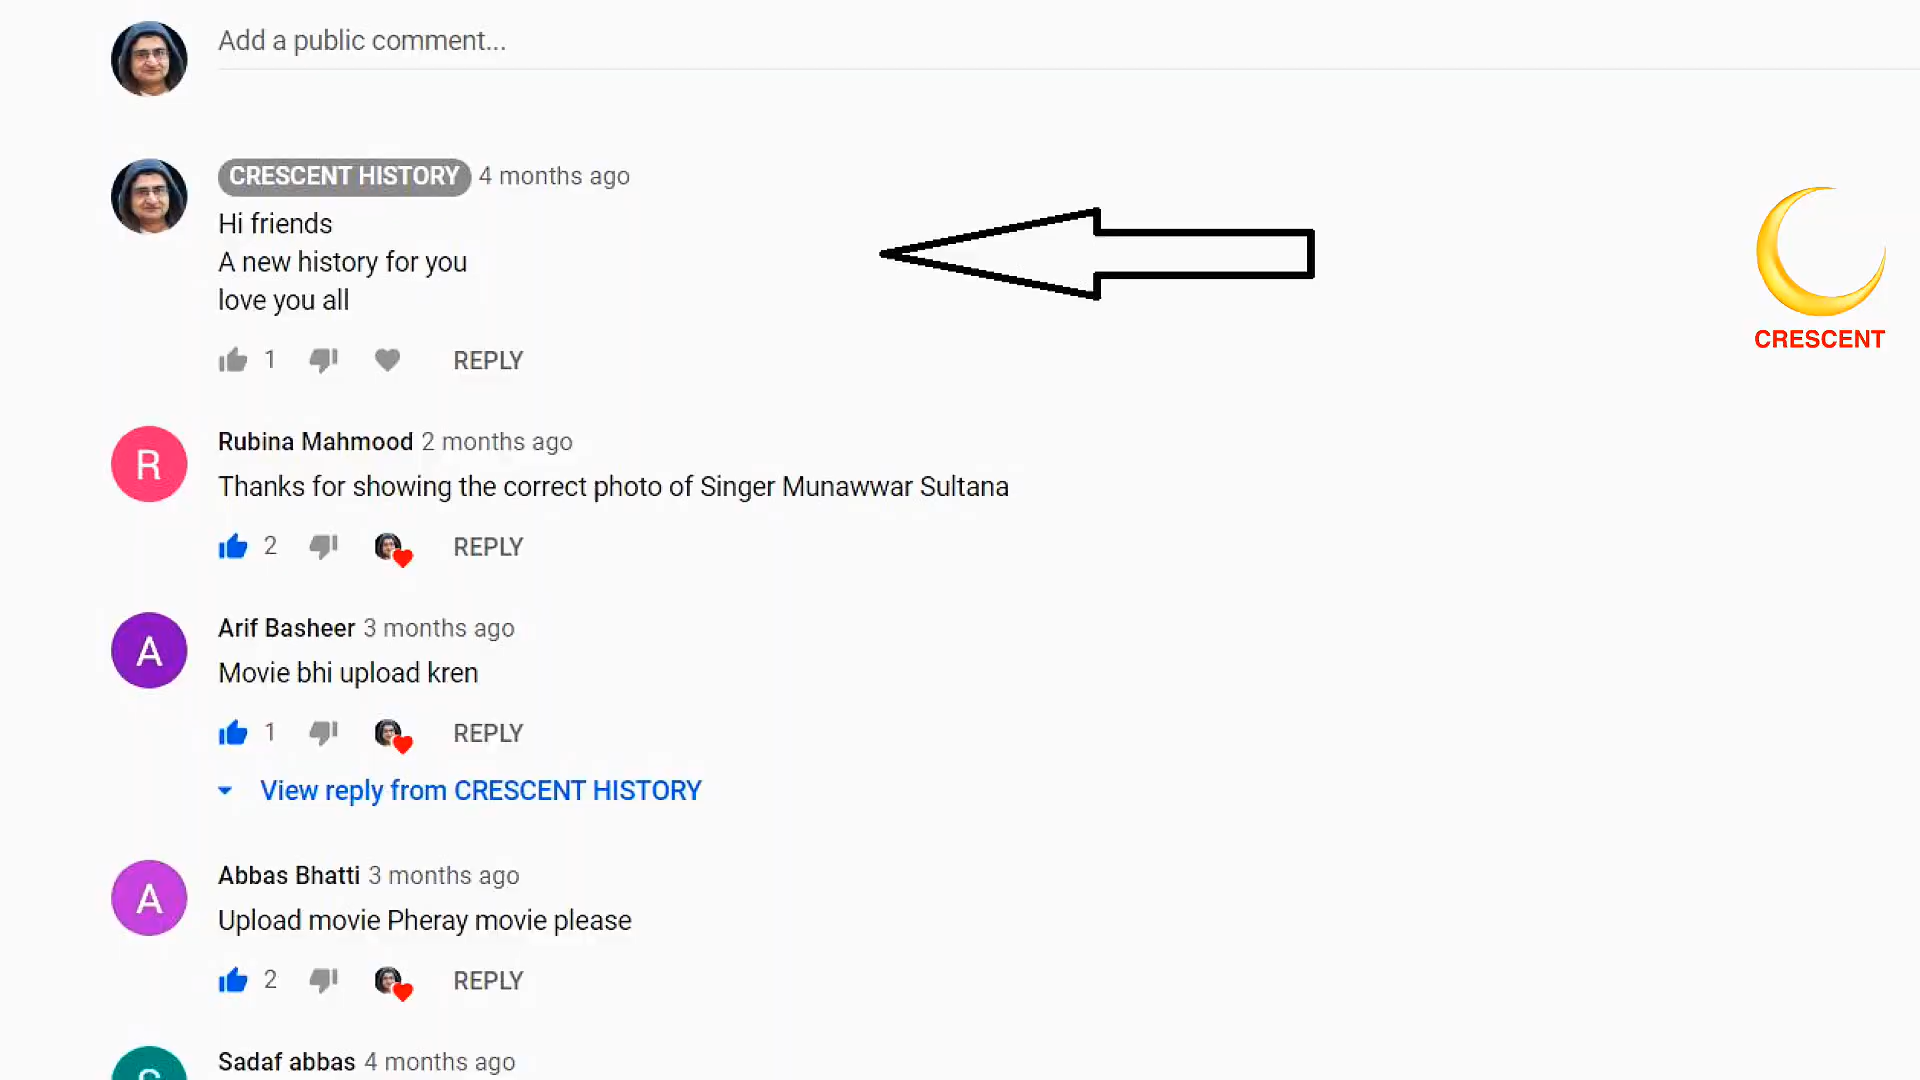 Add a public comment...
CRESCENT HISTORY 4 months ago
Hi friends
A new history for you
love you all
1 REPLY
CRESCENT
R
Rubina Mahmood 2 months ago
Thanks for showing the correct photo of Singer Munawwar Sultana
2 REPLY
A
Arif Basheer 3 months ago
Movie bhi upload kren
1 REPLY
View reply from CRESCENT HISTORY
A
Abbas Bhatti 3 months ago
Upload movie Pheray movie please
2 REPLY
Sadaf abbas 4 months ago